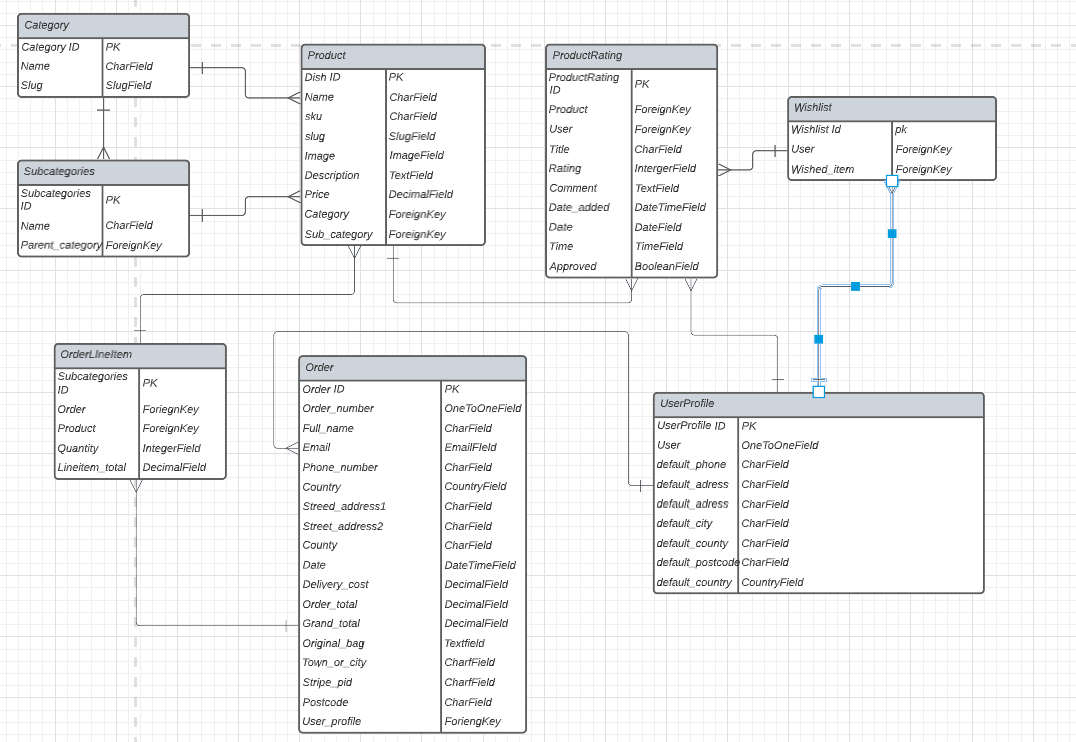 Category
Category ID PK
Name CharField
Slug SlugField
Subcategories
Subcategories
ID PK
Name CharField
Parent_category ForeignKey
Product
Dish ID PK
Name CharField
sku CharField
slug SlugField
Image ImageField
Description TextField
Price DecimalField
Category ForeignKey
Sub_category ForeignKey
ProductRating
ProductRating
ID PK
Product ForeignKey
User ForeignKey
Title CharField
Rating IntergerField
Comment TextField
Date_added DateTimeField
Date DateField
Time TimeField
Approved BooleanField
Wishlist
Wishlist Id pk
User ForeignKey
Wished_item ForeignKey
OrderLIneItem
Subcategories
ID PK
Order ForiegnKey
Product ForeignKey
Quantity IntegerField
Lineitem_total DecimalField
Order
Order ID PK
Order_number OneToOneField
Full_name CharField
Email EmailFIeld
Phone_number CharField
Country CountryField
Streed_address1 CharField
Street_address2 CharField
County CharField
Date DateTimeField
Delivery_cost DecimalField
Order_total DecimalField
Grand_total DecimalField
Original_bag Textfield
Town_or_city CharfField
Stripe_pid CharfField
Postcode CharField
User_profile ForiengKey
UserProfile
UserProfile ID PK
User OneToOneField
default_phone CharField
default_adress CharField
default_adress CharField
default_city CharField
default_county CharField
default_postcode CharField
default_country CountryField